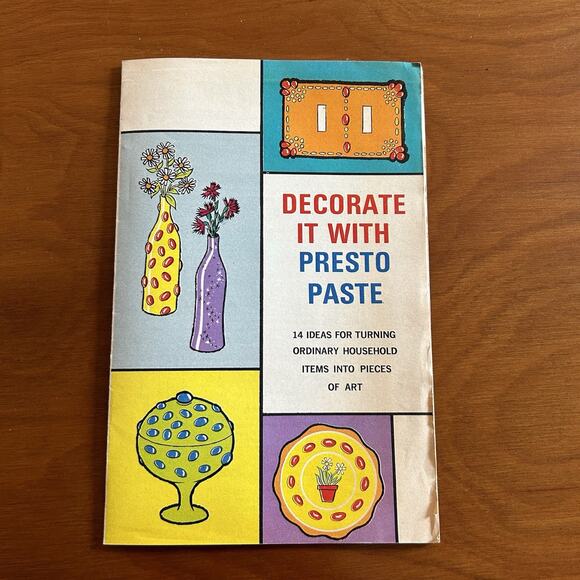 DECORATE
IT WITH
PRESTO
PASTE
14 IDEAS FOR TURNING
ORDINARY HOUSEHOLD
ITEMS INTO PIECES
OF ART